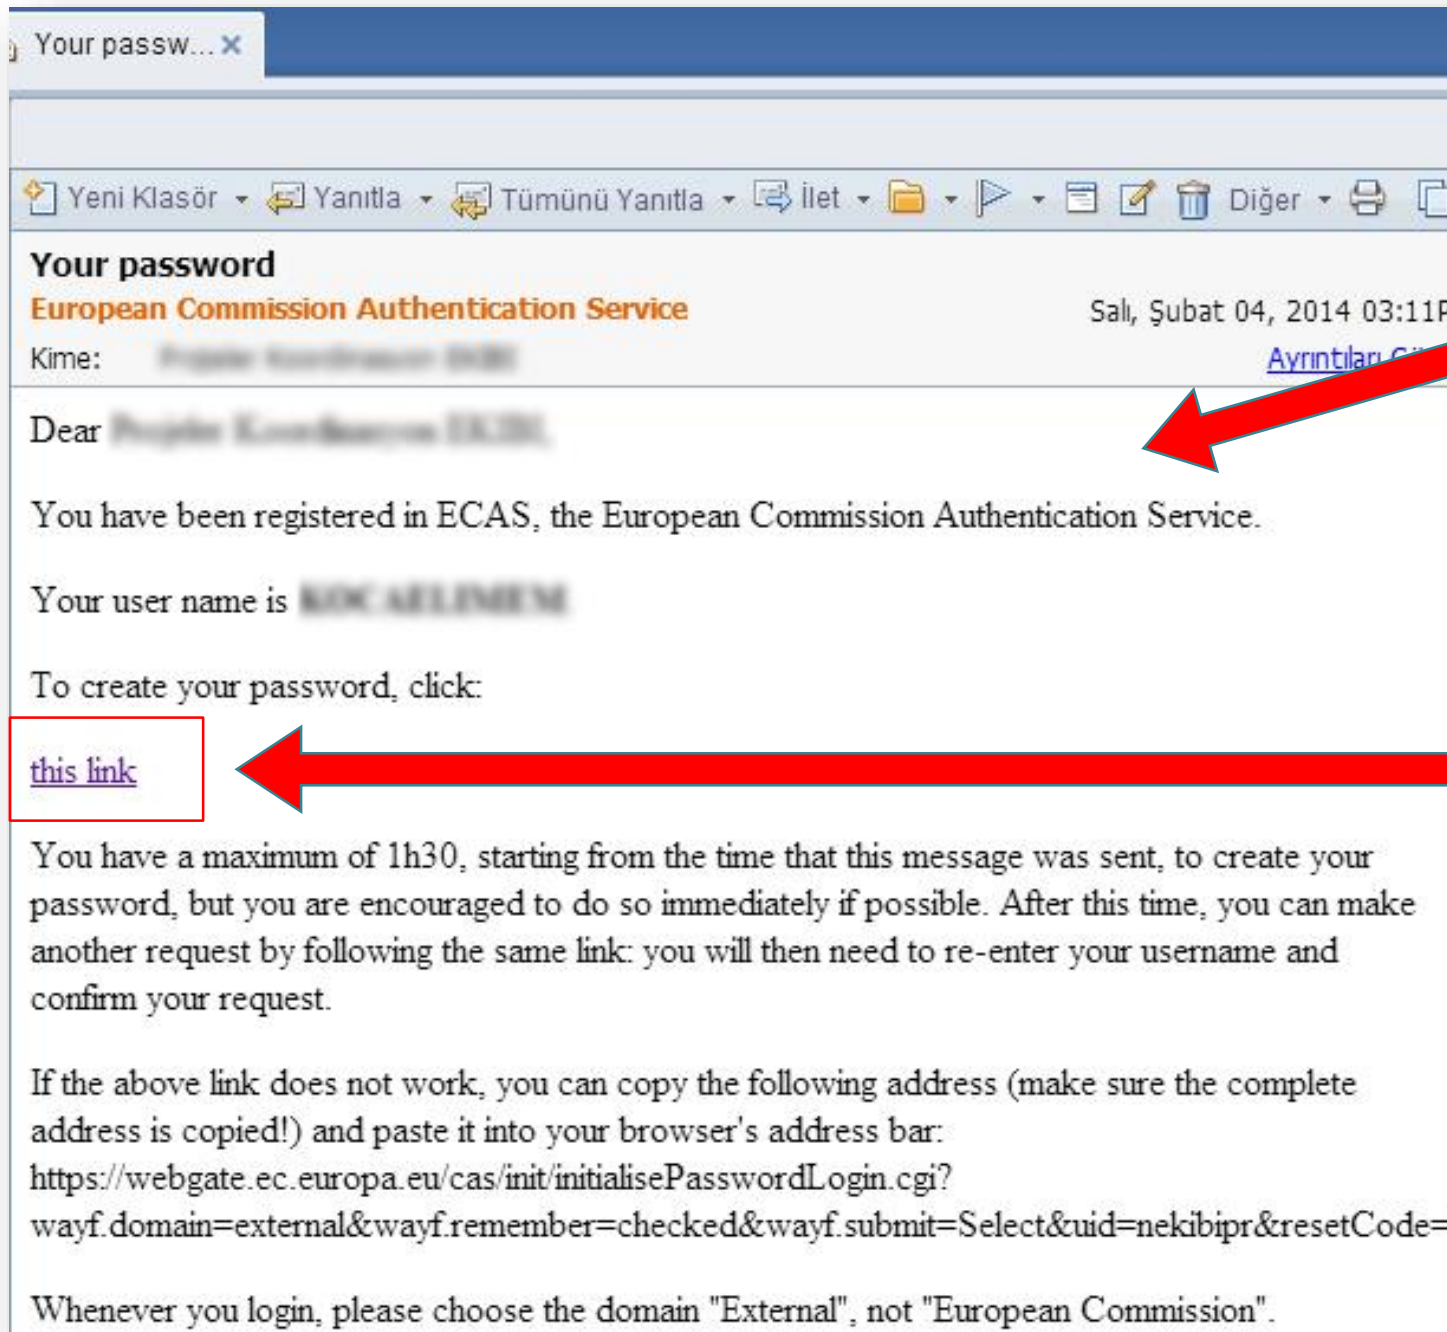 Your passw...
Yeni Klasör Yanıtla Tümünü Yanıtla İlet Diğer
Your password
European Commission Authentication Service
Salı, Şubat 04, 2014 03:11P
Kime:
Ayrıntıları
Dear
You have been registered in ECAS, the European Commission Authentication Service.
Your user name is KOCAELIMEM
To create your password, click:
this link
You have a maximum of 1h30, starting from the time that this message was sent, to create your
password, but you are encouraged to do so immediately if possible. After this time, you can make
another request by following the same link: you will then need to re-enter your username and
confirm your request.
If the above link does not work, you can copy the following address (make sure the complete
address is copied!) and paste it into your browser's address bar:
https://webgate.ec.europa.eu/cas/init/initialisePasswordLogin.cgi?
wayf.domain=external&wayf.remember=checked&wayf.submit=Select&uid=nekibipr&resetCode=
Whenever you login, please choose the domain "External", not "European Commission".